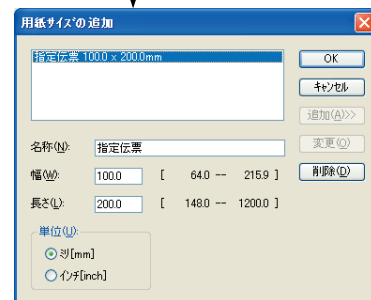 用紙サイズの追加
指定伝票 100.0 x 200.0mm
OK
キャンセル
追加(A)>>
名称(N): 指定伝票
変更(O)
幅(W): 100.0 [ 64.0 -- 215.9 ]
削除(D)
長さ(L): 200.0 [ 148.0 -- 1200.0 ]
単位(U):
ミリ[mm]
インチ[inch]